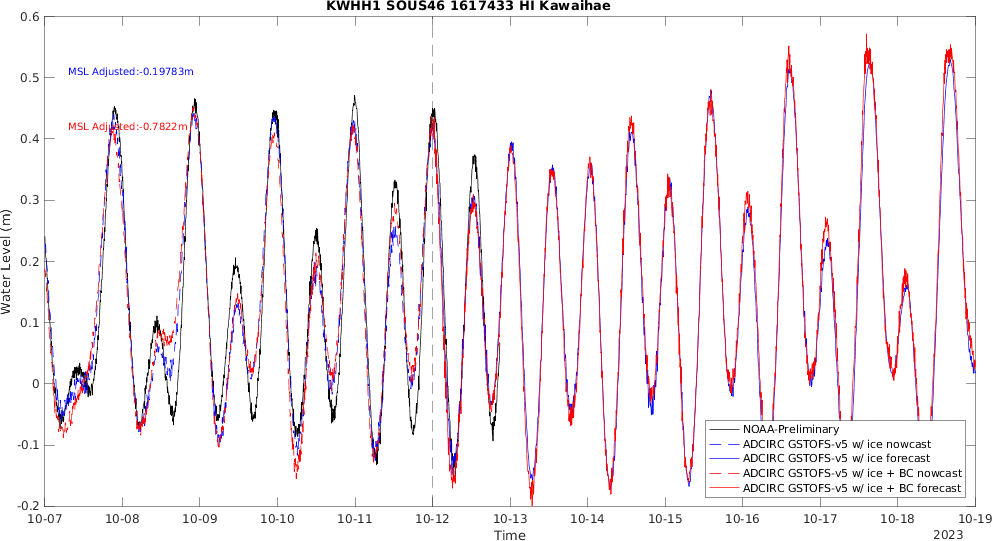 KWHH1 SOUS46 1617433 HI Kawaihae
0.6
0.5
0.4
0.3
0.2
0.1
0
-0.1
-0.2
Water Level (m)
MSL Adjusted:-0.19783m
MSL Adjusted:-0.7822m
NOAA-Preliminary
ADCIRC GSTOFS-v5 w/ ice nowcast
ADCIRC GSTOFS-v5 w/ ice forecast
ADCIRC GSTOFS-v5 w/ice + BC nowcast
ADCIRC GSTOFS-v5 w/ice + BC forecast
10-07 10-08 10-09 10-10 10-11 10-12 10-13 10-14 10-15 10-16 10-17 10-18 10-19
Time
2023